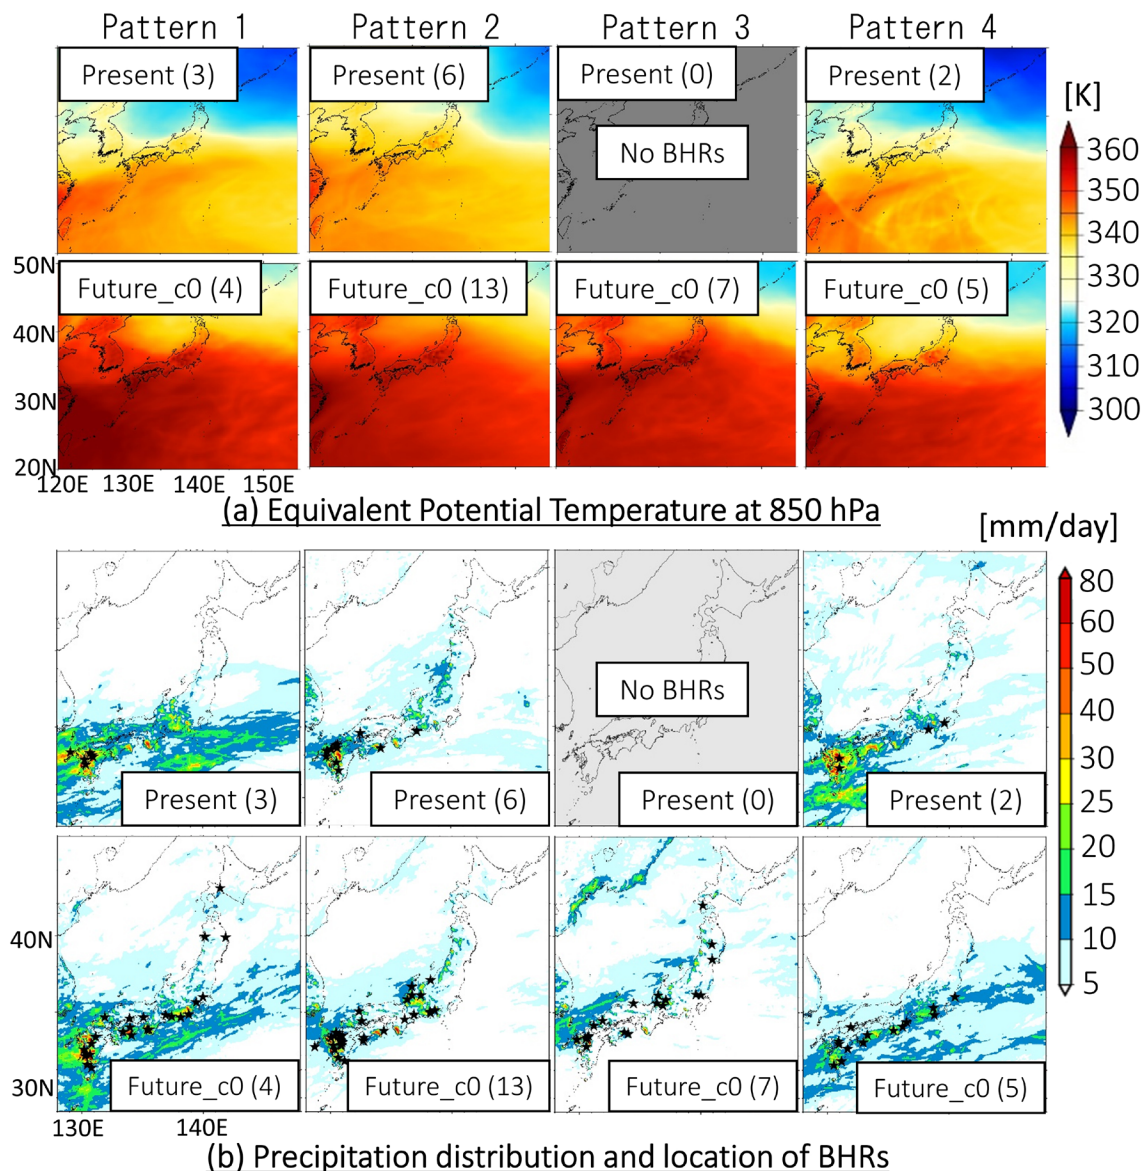 Pattern 1 Pattern 2 Pattern 3 Pattern 4
Present (3) Present (6) Present (0) Present (2)
[K]
No BHRs
360
350
340
330
320
310
300
50N
Future_c0 (4) Future_c0 (13) Future_c0 (7) Future_c0 (5)
40N
30N
20N
120E 130E 140E 150E
(a) Equivalent Potential Temperature at 850 hPa
[mm/day]
80
60
50
40
30
25
20
15
10
5
No BHRs
Present (3) Present (6) Present (0) Present (2)
40N
30N
Future_c0 (4) Future_c0 (13) Future_c0 (7) Future_c0 (5)
130E 140E
(b) Precipitation distribution and location of BHRs